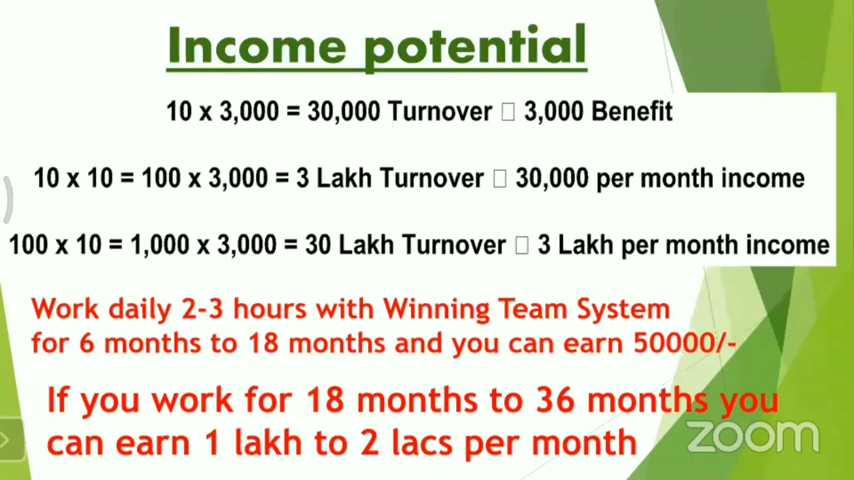 Income potential
10 x 3,000 = 30,000 Turnover □ 3,000 Benefit
10 x 10 = 100 x 3,000 = 3 Lakh Turnover □ 30,000 per month income
100 x 10 = 1,000 x 3,000 = 30 Lakh Turnover □ 3 Lakh per month income
Work daily 2-3 hours with Winning Team System
for 6 months to 18 months and you can earn 50000/-
If you work for 18 months to 36 months you
can earn 1 lakh to 2 lacs per month
zoom